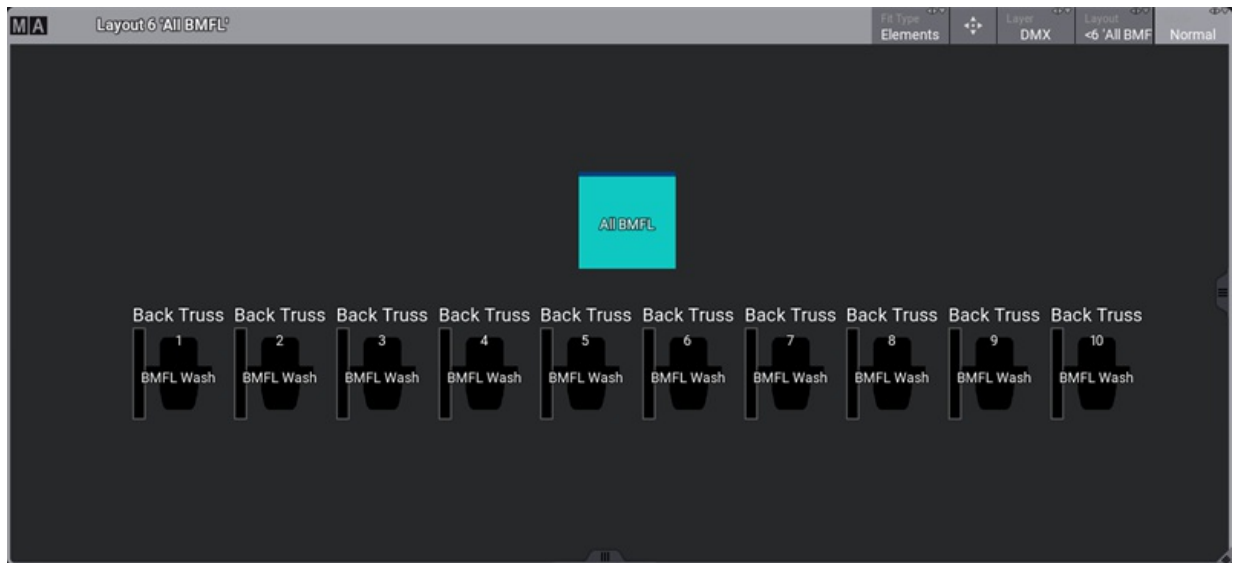 MA Layout 6 'All BMFL' Fit Type Layer Layout
Elements DMX <6 'All BMF Normal
All BMFL
Back Truss Back Truss Back Truss Back Truss Back Truss Back Truss Back Truss Back Truss Back Truss Back Truss
1 2 3 4 5 6 7 8 9 10
BMFL Wash BMFL Wash BMFL Wash BMFL Wash BMFL Wash BMFL Wash BMFL Wash BMFL Wash BMFL Wash BMFL Wash